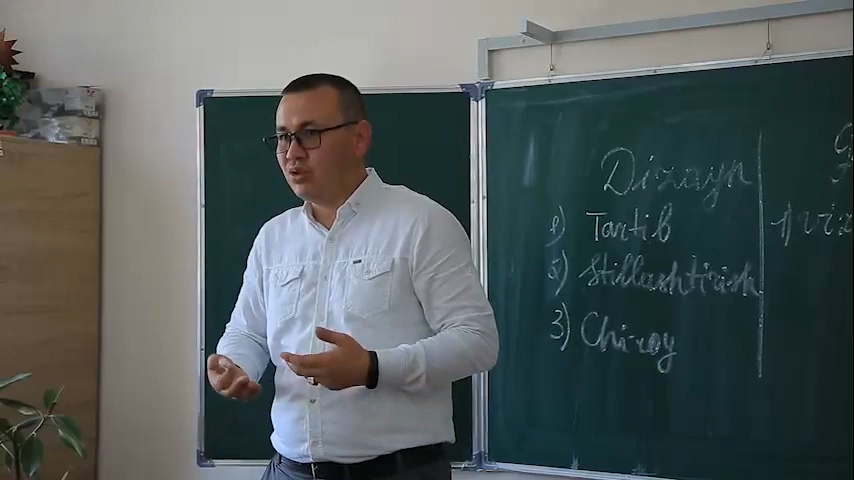 Dizayn
1) Tartib
2) Stillashtirish
3) Chiroy